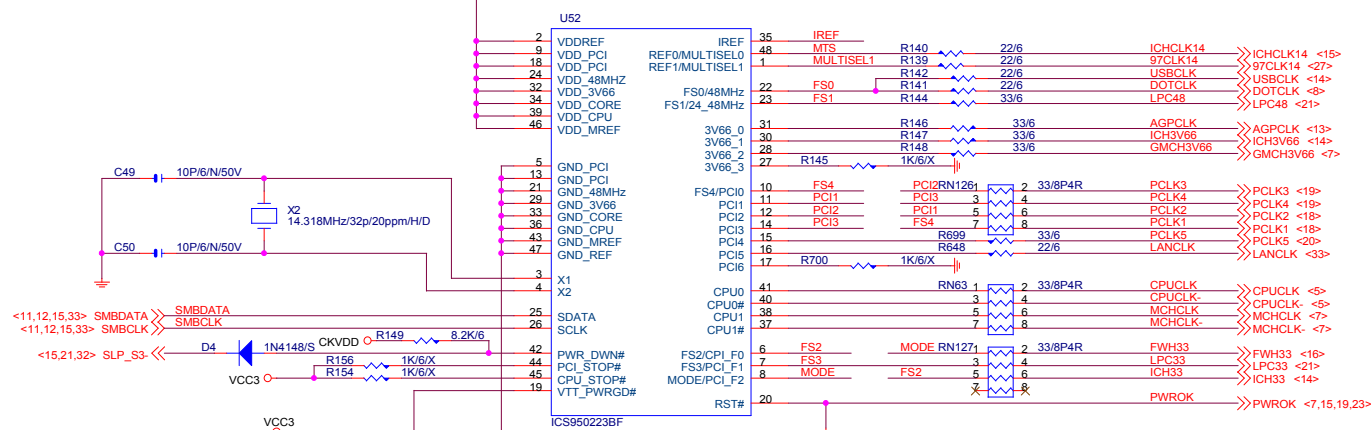 U52
2 VDDREF IREF 35 IREF
9 VDD_PCI REF0/MULTISEL0 48 MTS R140 22/6 ICHCLK14 ICHCLK14 <15>
18 VDD_PCI REF1/MULTISEL1 1 MULTISEL1 R139 22/6 97CLK14 97CLK14 <27>
24 VDD_48MHZ R142 22/6 USBCLK USBCLK <14>
32 VDD_3V66 FS0/48MHz 22 FS0 R141 22/6 DOTCLK DOTCLK <8>
34 VDD_CORE FS1/24_48MHz 23 FS1 R144 33/6 LPC48 LPC48 <21>
39 VDD_CPU
46 VDD_MREF 3V66_0 31 R146 33/6 AGPCLK AGPCLK <13>
3V66_1 30 R147 33/6 ICH3V66 ICH3V66 <14>
3V66_2 28 R148 33/6 GMCH3V66 GMCH3V66 <7>
5 GND_PCI 3V66_3 27 R145 1K/6/X
13 GND_PCI
C49 10P/6/N/50V
21 GND_48MHz FS4/PCI0 10 FS4 PCI2 RN126 1 2 33/8P4R PCLK3 PCLK3 <19>
29 GND_3V66 PCI1 11 PCI1 PCI3 3 4 PCLK4 PCLK4 <19>
33 GND_CORE PCI2 12 PCI2 PCI1 5 6 PCLK2 PCLK2 <18>
36 GND_CPU PCI3 14 PCI3 FS4 7 8 PCLK1 PCLK1 <18>
X2
14.318MHz/32p/20ppm/H/D
43 GND_MREF PCI4 15 R699 33/6 PCLK5 PCLK5 <20>
47 GND_REF PCI5 16 R648 22/6 LANCLK LANCLK <33>
C50 10P/6/N/50V
PCI6 17 R700 1K/6/X
3 X1
4 X2 CPU0 41 RN63 1 2 33/8P4R CPUCLK CPUCLK <5>
CPU0# 40 3 4 CPUCLK- CPUCLK- <5>
<11,12,15,33> SMBDATA SMBDATA 25 SDATA CPU1 38 5 6 MCHCLK MCHCLK <7>
<11,12,15,33> SMBCLK SMBCLK 26 SCLK CPU1# 37 7 8 MCHCLK- MCHCLK- <7>
CKVDD R149 8.2K/6
<15,21,32> SLP_S3- D4 1N4148/S 42 PWR_DWN# FS2/CPI_F0 6 FS2 MODE RN127 1 2 33/8P4R FWH33 FWH33 <16>
R156 1K/6/X 44 PCI_STOP# FS3/PCI_F1 7 FS3 3 4 LPC33 LPC33 <21>
VCC3 R154 1K/6/X 45 CPU_STOP# MODE/PCI_F2 8 MODE FS2 5 6 ICH33 ICH33 <14>
19 VTT_PWRGD# 7 8
RST# 20 PWROK PWROK <7,15,19,23>
VCC3
ICS950223BF